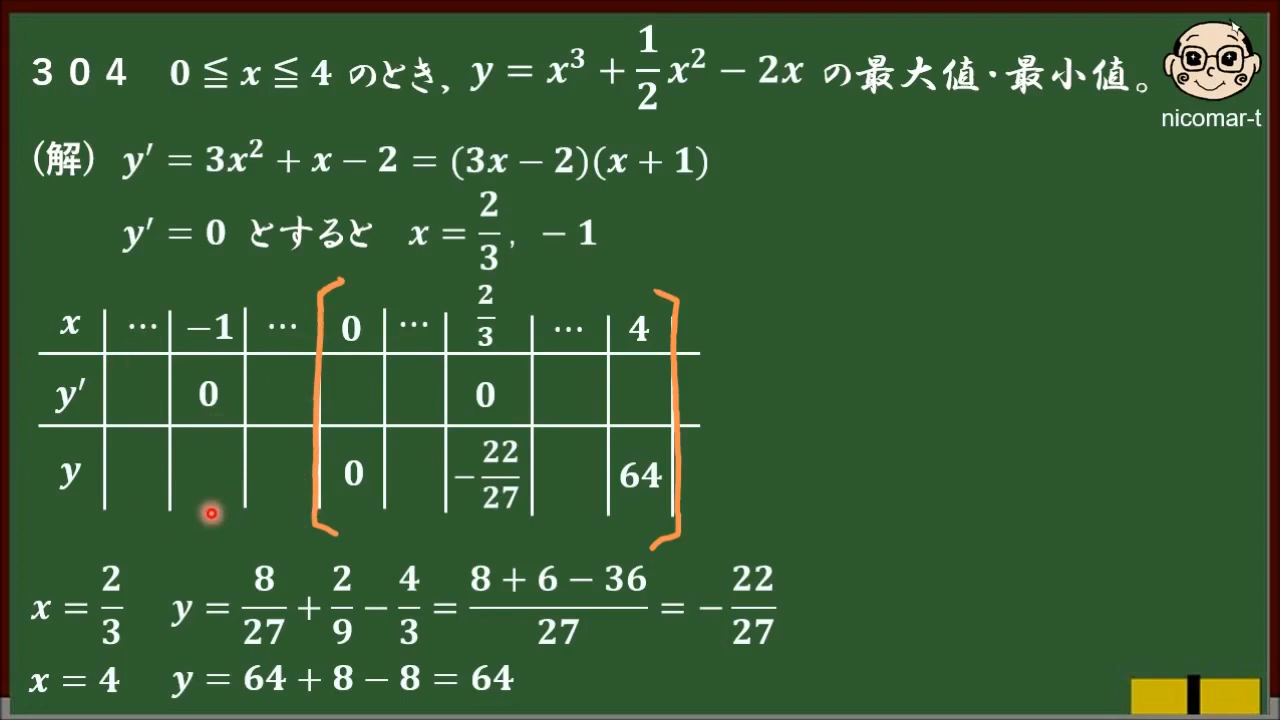 304 0 ≦ x ≦ 4 のとき, y = x³ + 1/2 x² − 2x の最大値・最小値。
nicomar-t
(解) y′ = 3x² + x − 2 = (3x − 2)(x + 1)
y′ = 0 とすると x = 2/3, −1
x ⋯ −1 ⋯ 0 ⋯ 2/3 ⋯ 4
y′ 0 0
y 0 −22/27 64
x = 2/3 y = 8/27 + 2/9 − 4/3 = (8 + 6 − 36)/27 = −22/27
x = 4 y = 64 + 8 − 8 = 64